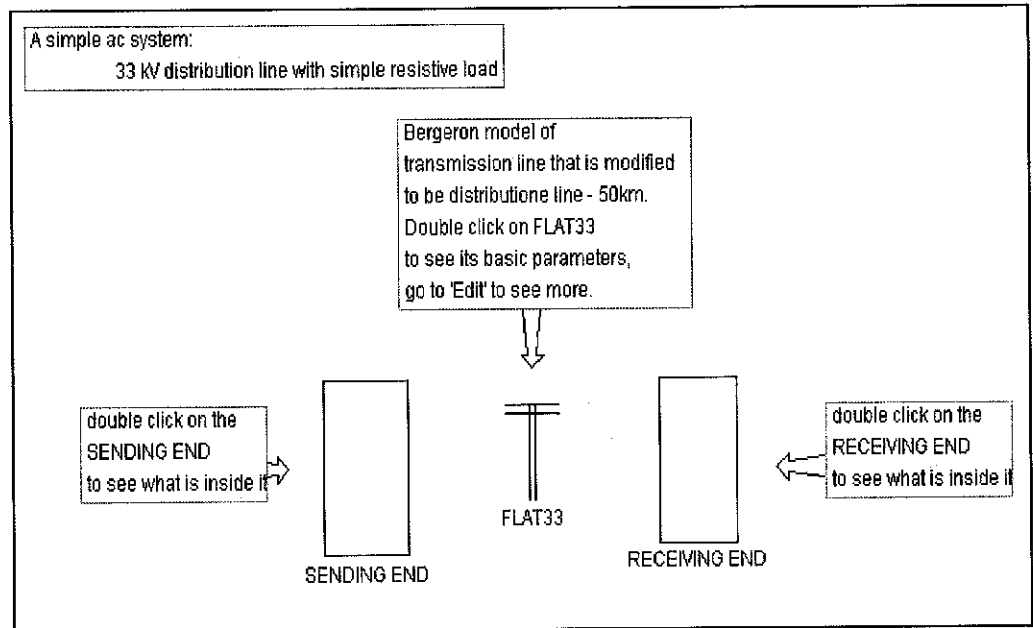 A simple ac system:
33 kV distribution line with simple resistive load
Bergeron model of
transmission line that is modified
to be distributione line - 50km.
Double click on FLAT33
to see its basic parameters,
go to 'Edit' to see more.
double click on the
SENDING END
to see what is inside it
double click on the
RECEIVING END
to see what is inside it
FLAT33
SENDING END
RECEIVING END